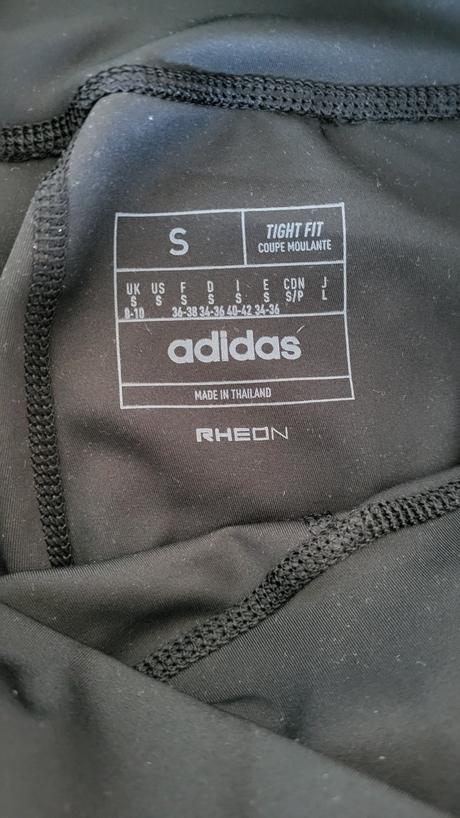 S
TIGHT FIT
COUPE MOULANTE
UK US F D I E CDN J
S S S S S S S/P L
8-10 36-38 34-36 40-42 34-36
adidas
MADE IN THAILAND
RHEON